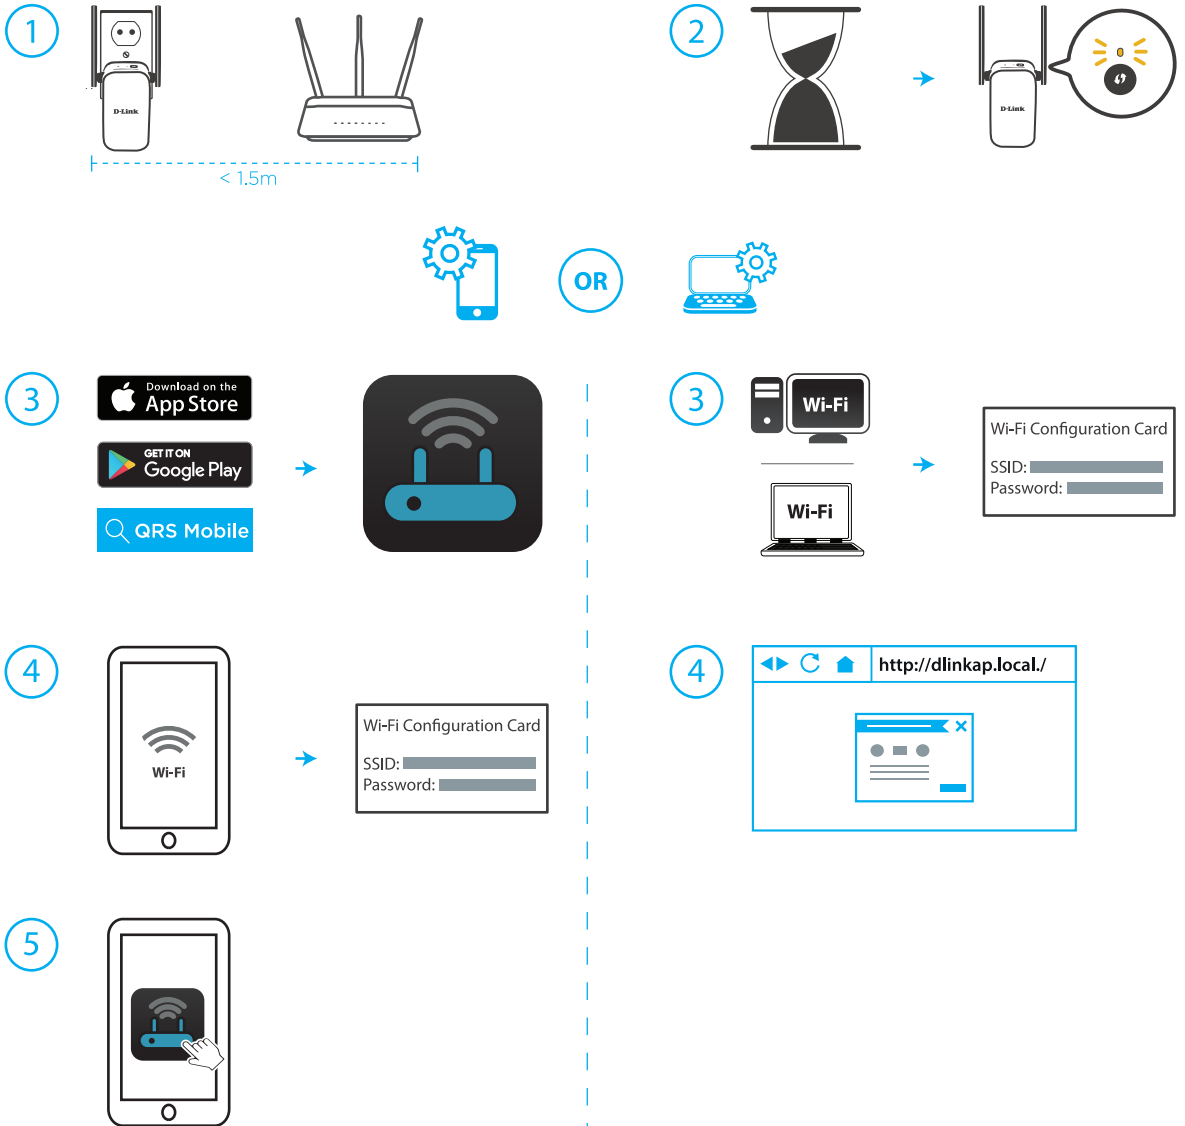 1
D-Link
< 1.5m
2
D-Link
OR
3
Download on the
App Store
GET IT ON
Google Play
QRS Mobile
3
Wi-Fi
Wi-Fi
Wi-Fi Configuration Card
SSID:
Password:
4
Wi-Fi
Wi-Fi Configuration Card
SSID:
Password:
4
http://dlinkap.local./
5